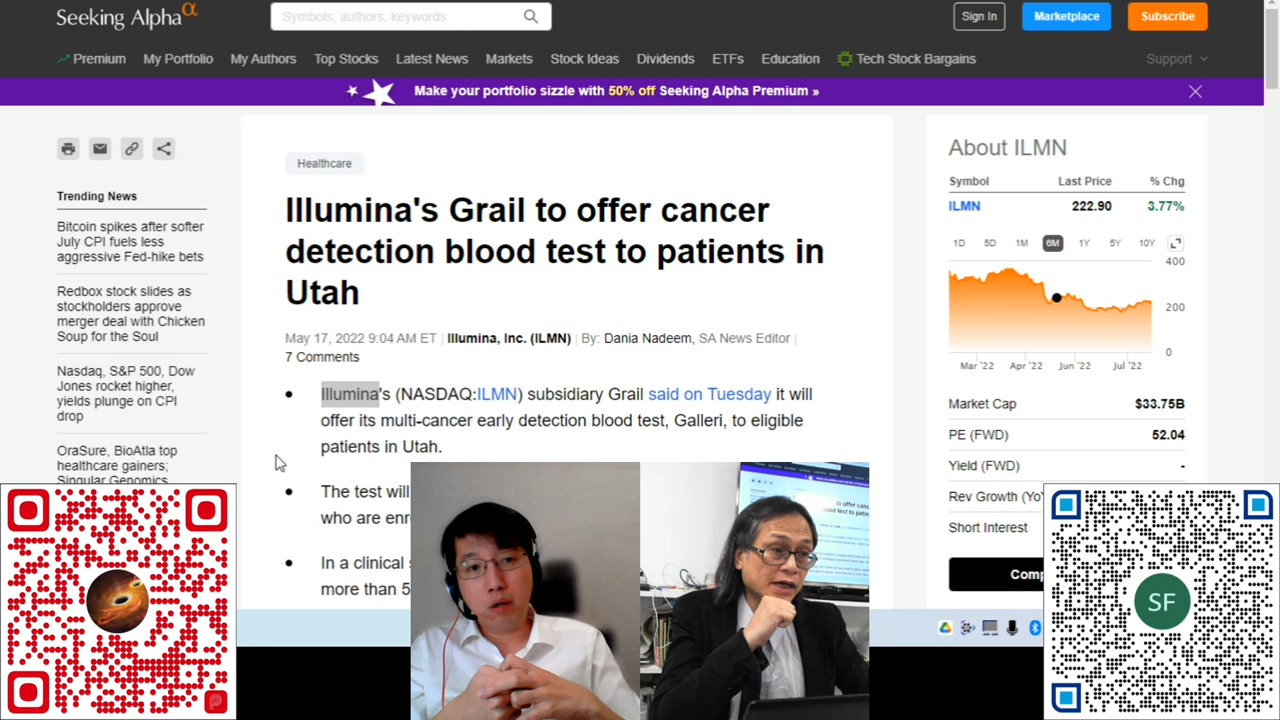 Seeking Alpha α
Symbols, authors, keywords
Sign In
Marketplace
Subscribe
Premium
My Portfolio
My Authors
Top Stocks
Latest News
Markets
Stock Ideas
Dividends
ETFs
Education
Tech Stock Bargains
Support
Make your portfolio sizzle with 50% off Seeking Alpha Premium »
Trending News
Bitcoin spikes after softer
July CPI fuels less
aggressive Fed-hike bets
Redbox stock slides as
stockholders approve
merger deal with Chicken
Soup for the Soul
Nasdaq, S&P 500, Dow
Jones rocket higher,
yields plunge on CPI
drop
OraSure, BioAtla top
healthcare gainers;
Singular Genomics
Healthcare
Illumina's Grail to offer cancer
detection blood test to patients in
Utah
May 17, 2022 9:04 AM ET | Illumina, Inc. (ILMN) | By: Dania Nadeem, SA News Editor |
7 Comments
Illumina's (NASDAQ:ILMN) subsidiary Grail said on Tuesday it will
offer its multi-cancer early detection blood test, Galleri, to eligible
patients in Utah.
The test will
who are enr
In a clinical
more than 5
About ILMN
Symbol Last Price % Chg
ILMN 222.90 3.77%
1D 5D 1M 6M 1Y 5Y 10Y
400
200
0
Mar '22 Apr '22 Jun '22 Jul '22
Market Cap $33.75B
PE (FWD) 52.04
Yield (FWD) -
Rev Growth (Yo
Short Interest
Comp
SF